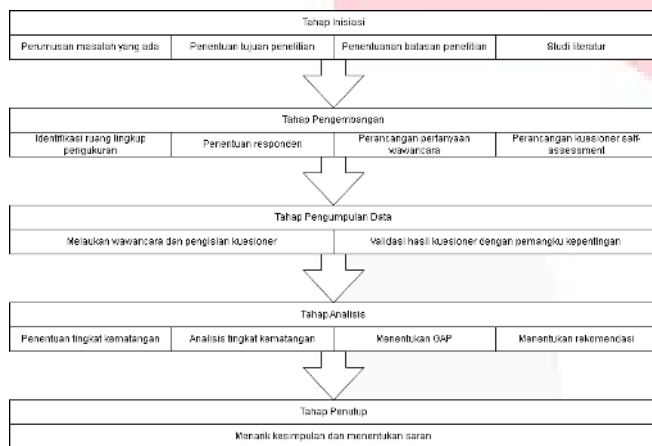 Tahap Inisiasi
Perumusan masalah yang ada
Penentuan tujuan penelitian
Penentuanan batasan penelitian
Studi literatur
Tahap Pengembangan
Identifikasi ruang lingkup
pengukuran
Penentuan responden
Perancangan pertanyaan
wawancara
Perancangan kuesioner self-
assessment
Tahap Pengumpulan Data
Melaukan wawancara dan pengisian kuesioner
Validasi hasil kuesioner dengan pemangku kepentingan
Tahap Analisis
Penentuan tingkat kematangan
Analisis tingkat kematangan
Menentukan GAP
Menentukan rekomendasi
Tahap Penutup
Menarik kesimpulan dan menentukan saran